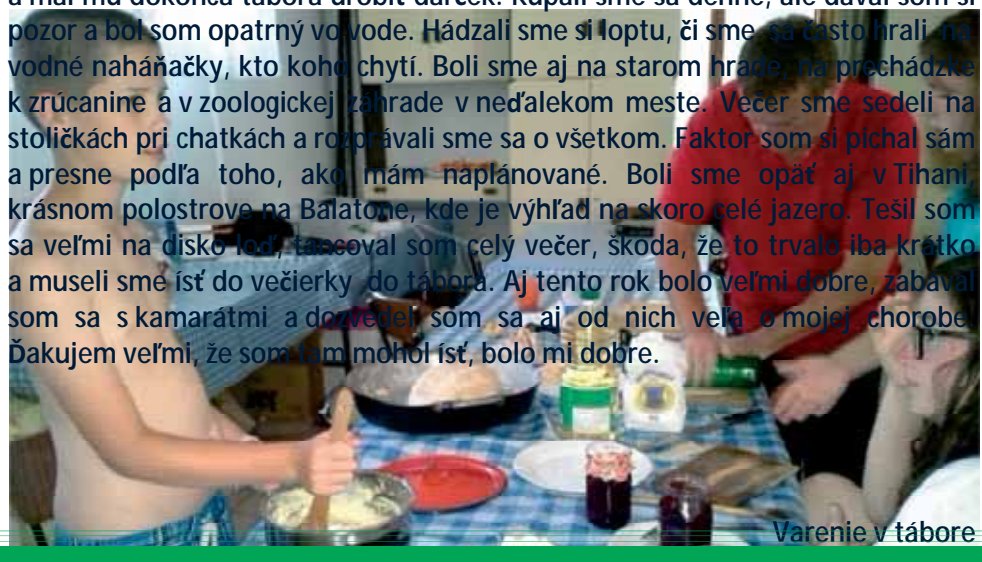 a mal mu dokonca tábora urobiť darček. Kúpali sme sa denne, ale dával som si
pozor a bol som opatrný vo vode. Hádzali sme si loptu, či sme sa často hrali na
vodné naháňačky, kto koho chytí. Boli sme aj na starom hrade, na prechádzke
k zrúcanine a v zoologickej záhrade v neďalekom meste. Večer sme sedeli na
stoličkách pri chatkách a rozprávali sme sa o všetkom. Faktor som si pichal sám
a presne podľa toho, ako mám naplánované. Boli sme opäť aj v Tihani,
krásnom polostrove na Balatone, kde je výhľad na skoro celé jazero. Tešil som
sa veľmi na disko loď, tancoval som celý večer, škoda, že to trvalo iba krátko
a museli sme ísť do večierky ,do tábora. Aj tento rok bolo veľmi dobre, zabával
som sa s kamarátmi a dozvedel som sa aj od nich veľa o mojej chorobe.
Ďakujem veľmi, že som tam mohol ísť, bolo mi dobre.
Varenie v tábore